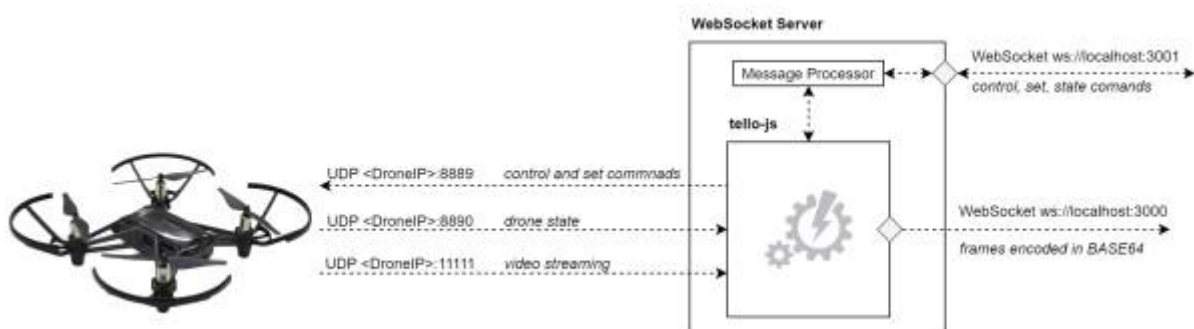 WebSocket Server
WebSocket ws://localhost:3001
Message Processor
control, set, state comands
tello-js
UDP <DroneIP>:8889 control and set commnads
UDP <DroneIP>:8890 drone state
WebSocket ws://localhost:3000
frames encoded in BASE64
UDP <DroneIP>:11111 video streaming